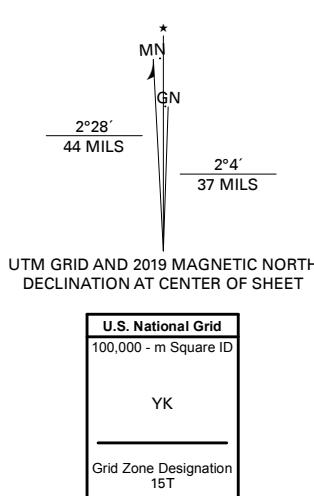 ★
MN
GN
2°28´
44 MILS
2°4´
37 MILS
UTM GRID AND 2019 MAGNETIC NORTH
DECLINATION AT CENTER OF SHEET
U.S. National Grid
100,000 - m Square ID
YK
Grid Zone Designation
15T